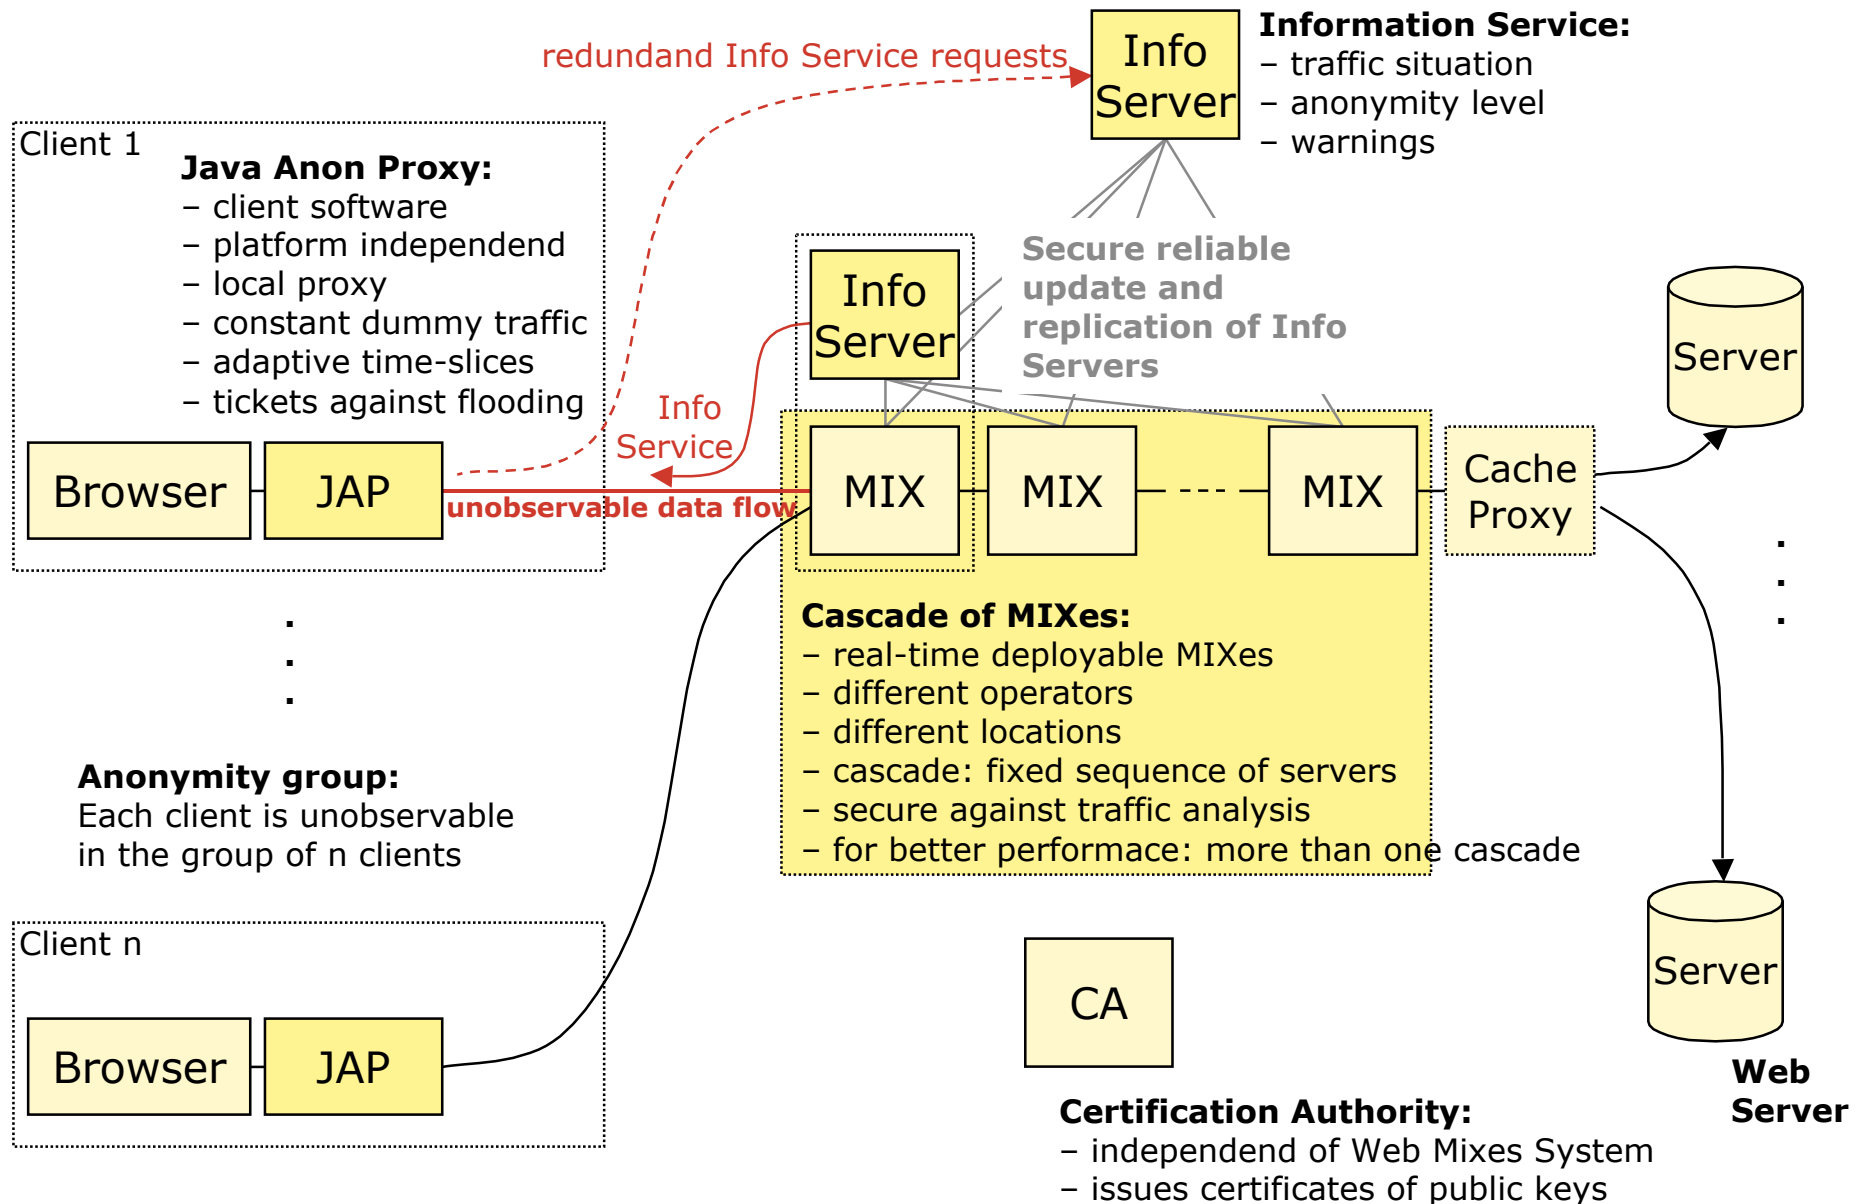 redundand Info Service requests
Info
Server
Information Service:
– traffic situation
– anonymity level
– warnings
Client 1
Java Anon Proxy:
– client software
– platform independend
– local proxy
– constant dummy traffic
– adaptive time-slices
– tickets against flooding
Browser
JAP
Info
Service
unobservable data flow
Info
Server
Secure reliable
update and
replication of Info
Servers
MIX
MIX
MIX
Cache
Proxy
Server
Cascade of MIXes:
– real-time deployable MIXes
– different operators
– different locations
– cascade: fixed sequence of servers
– secure against traffic analysis
– for better performace: more than one cascade
Anonymity group:
Each client is unobservable
in the group of n clients
Client n
Browser
JAP
CA
Server
Web
Server
Certification Authority:
– independend of Web Mixes System
– issues certificates of public keys